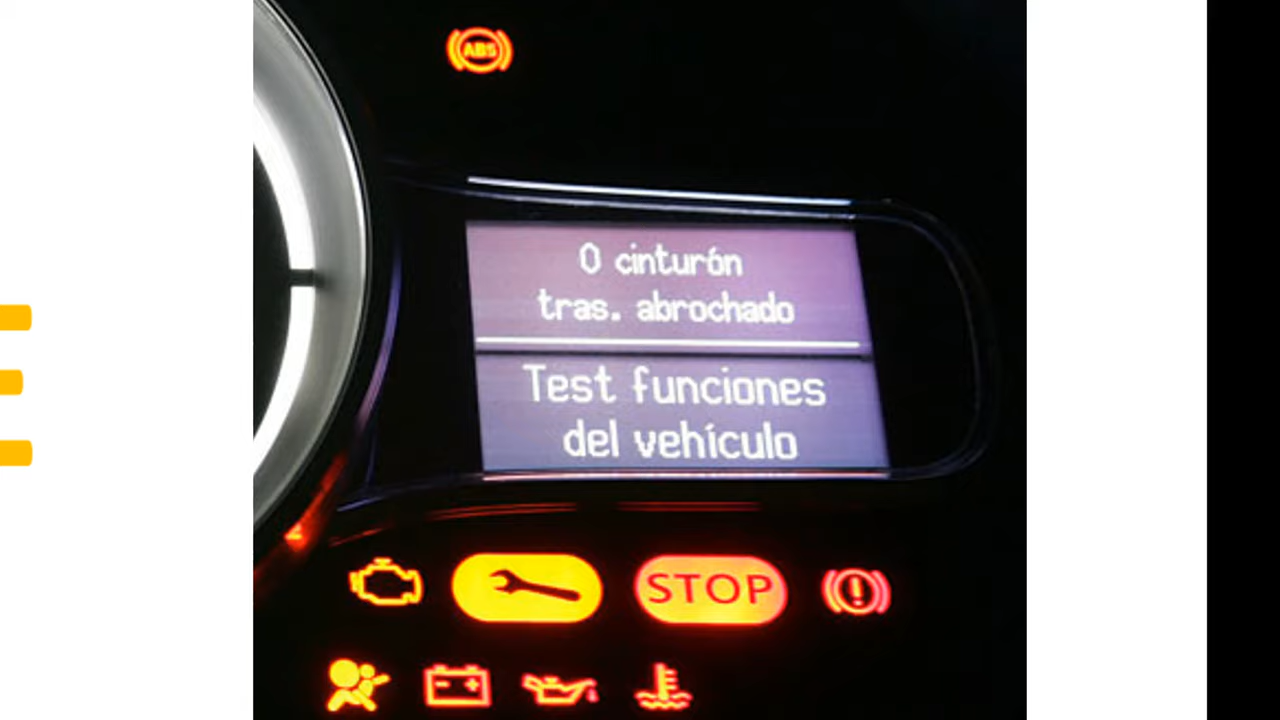 ABS
0 cinturón
tras. abrochado
Test funciones
del vehículo
STOP